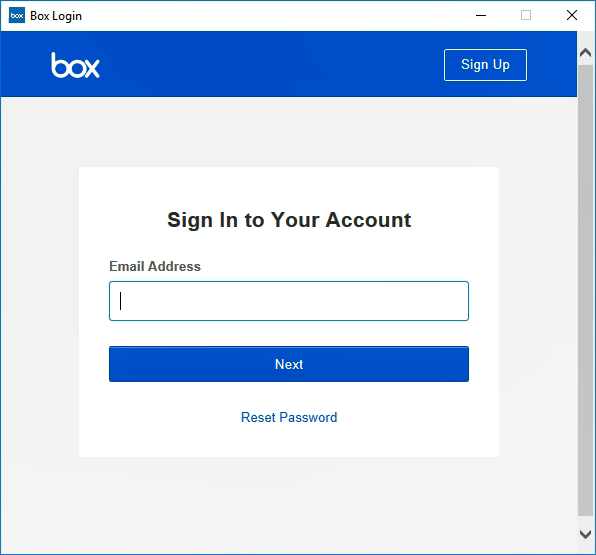 box Box Login
box
Sign Up
Sign In to Your Account
Email Address
Next
Reset Password